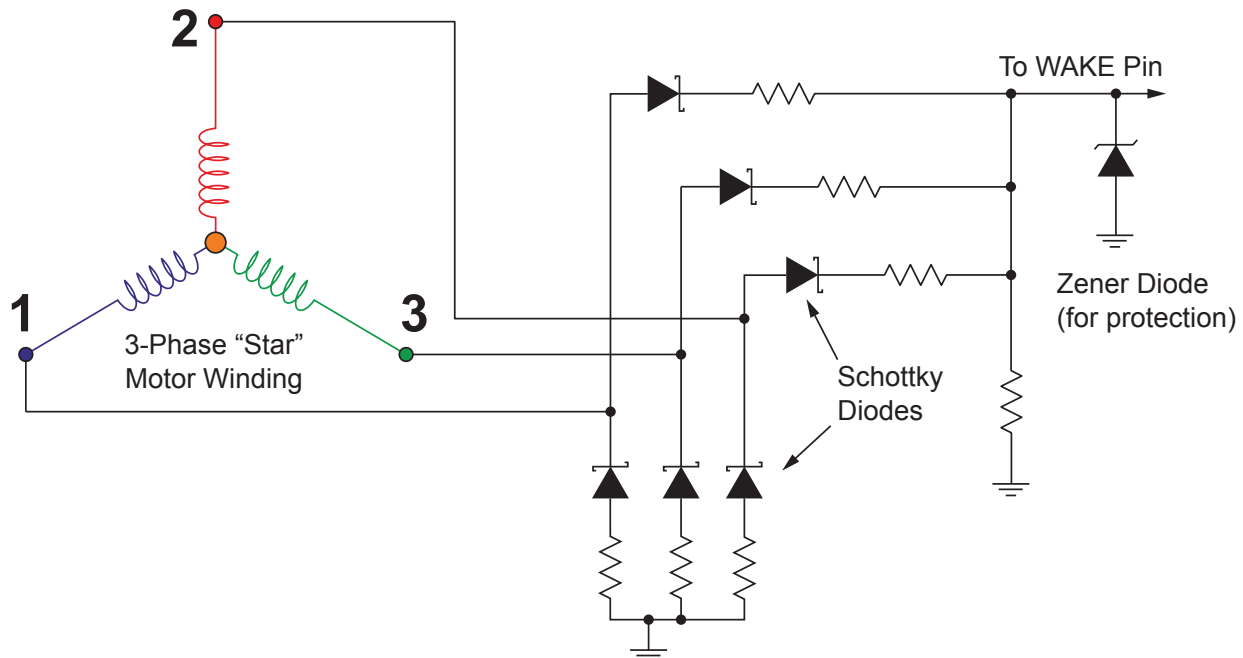 2
To WAKE Pin
1
3
3-Phase “Star”
Motor Winding
Zener Diode
(for protection)
Schottky
Diodes